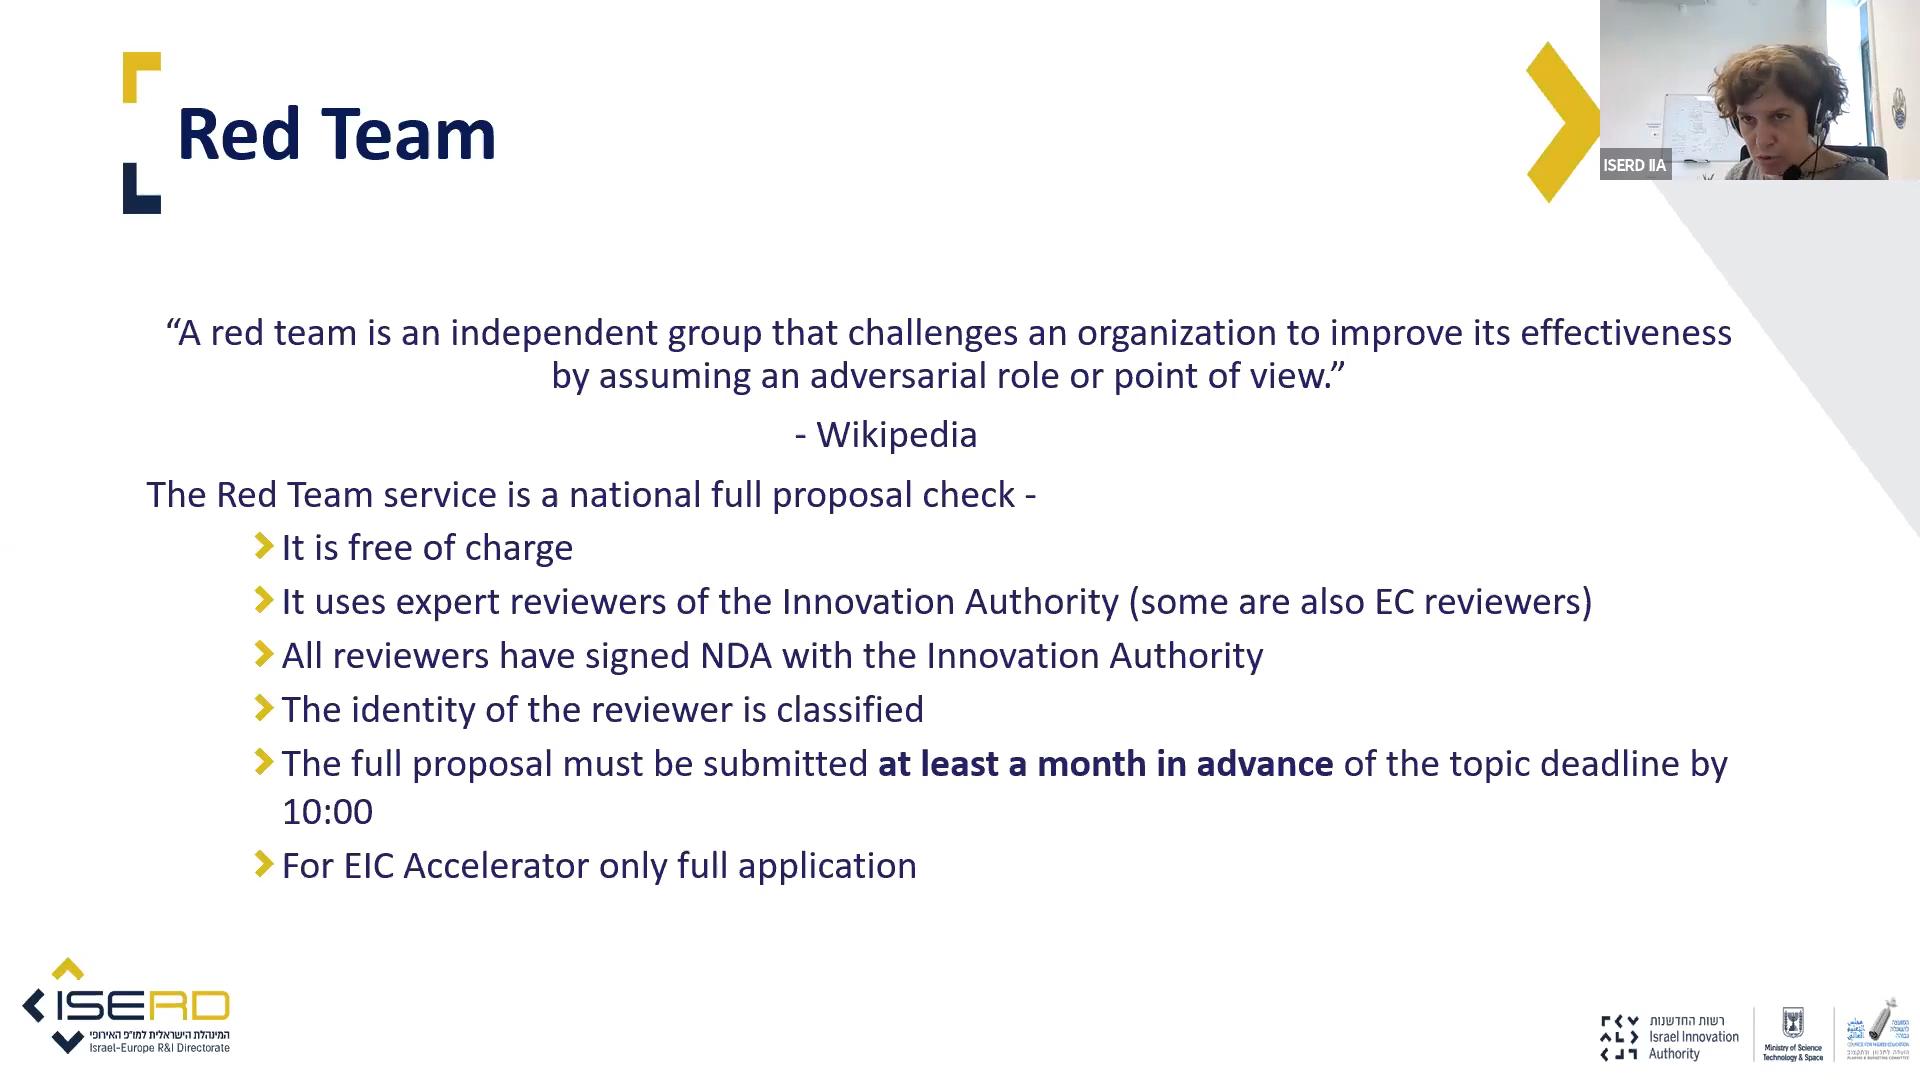 Red Team
ISERD IIA
“A red team is an independent group that challenges an organization to improve its effectiveness
by assuming an adversarial role or point of view.”
- Wikipedia
The Red Team service is a national full proposal check -
It is free of charge
It uses expert reviewers of the Innovation Authority (some are also EC reviewers)
All reviewers have signed NDA with the Innovation Authority
The identity of the reviewer is classified
The full proposal must be submitted at least a month in advance of the topic deadline by
10:00
For EIC Accelerator only full application
ISERD
המינהלת הישראלית למו״פ האירופי
Israel-Europe R&I Directorate
רשות החדשנות
Israel Innovation
Authority
Ministry of Science
Technology & Space